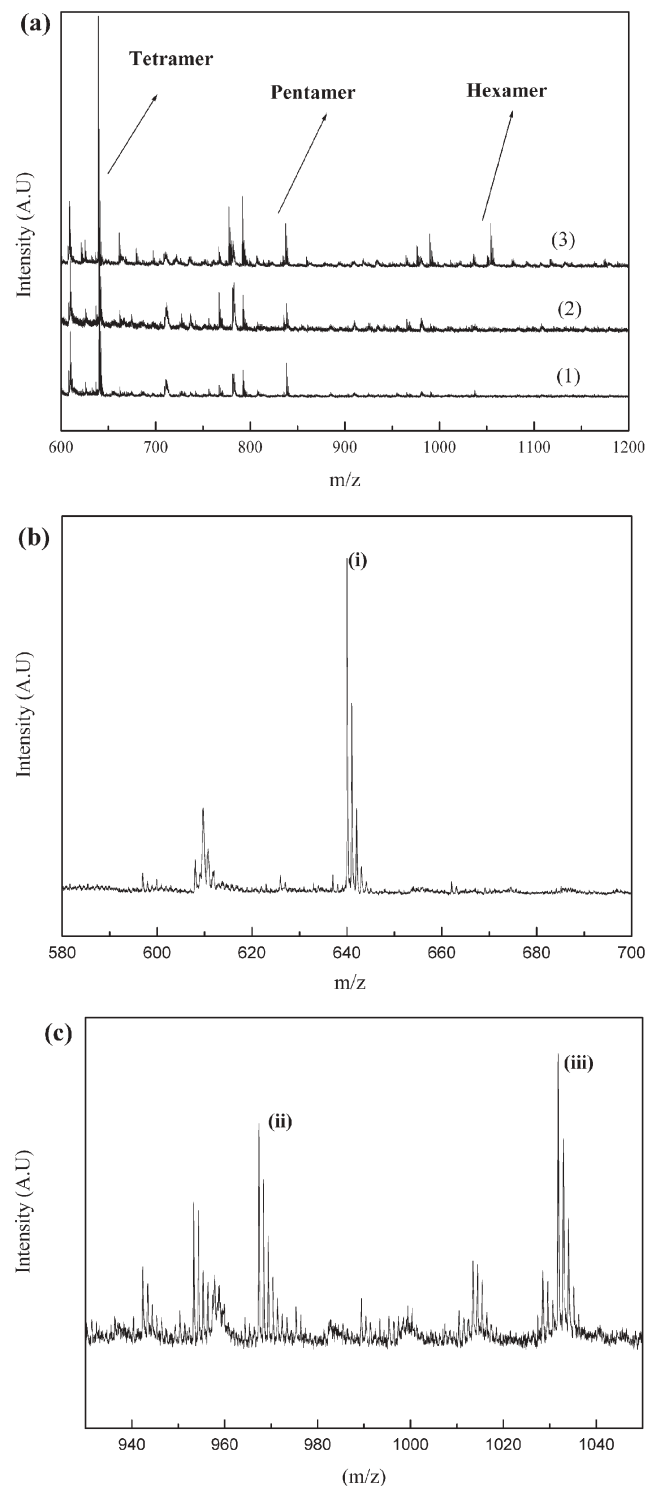 (a)
Tetramer
Pentamer
Hexamer
Intensity (A.U)
(3)
(2)
(1)
600 700 800 900 1000 1100 1200
m/z
(b)
(i)
Intensity (A.U)
580 600 620 640 660 680 700
m/z
(c)
(iii)
(ii)
Intensity (A.U)
940 960 980 1000 1020 1040
(m/z)